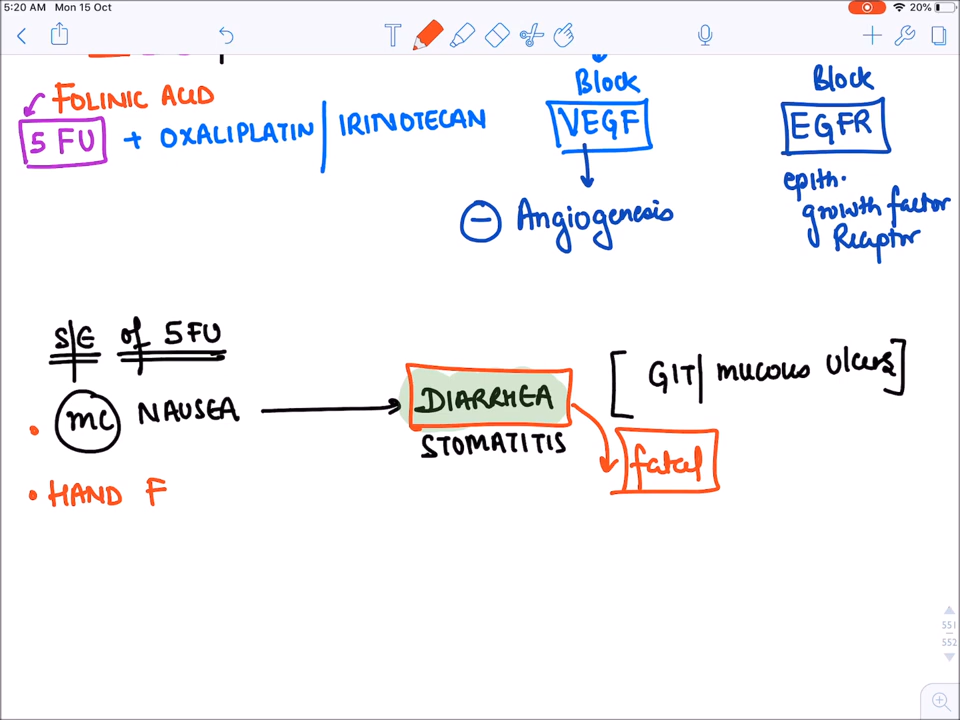 5:20 AM Mon 15 Oct
20%
T
FOLINIC ACID
5 FU + OXALIPLATIN | IRINOTECAN
Block
VEGF
− Angiogenesis
Block
EGFR
epith.
growth factor
Receptor
S/E of 5FU
• mc NAUSEA
DIARRHEA
STOMATITIS
[GIT| mucous ulcers]
fatal
• HAND F
551
552